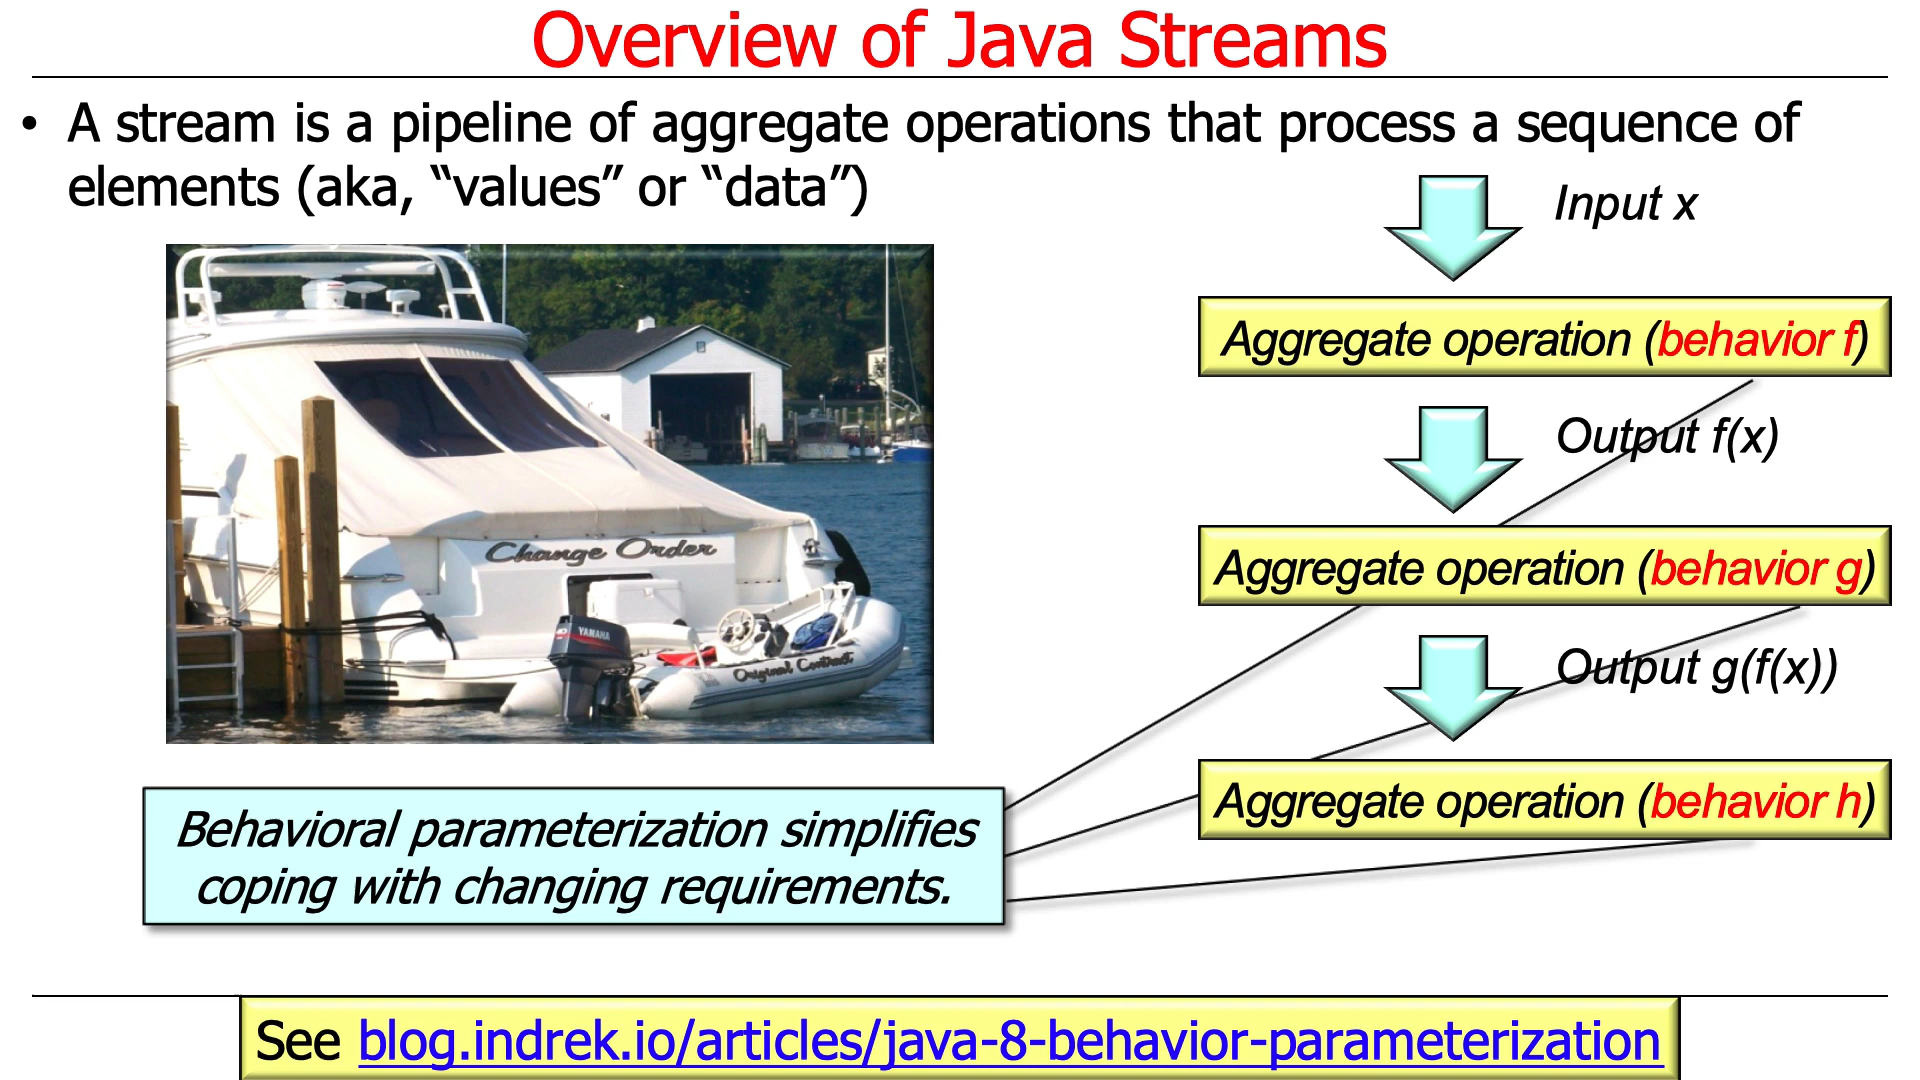 Overview of Java Streams
• A stream is a pipeline of aggregate operations that process a sequence of
elements (aka, “values” or “data”)
Input x
Aggregate operation (behavior f)
Output f(x)
Aggregate operation (behavior g)
Output g(f(x))
Aggregate operation (behavior h)
Change Order
YAMAHA
Original Contract
Behavioral parameterization simplifies
coping with changing requirements.
See blog.indrek.io/articles/java-8-behavior-parameterization